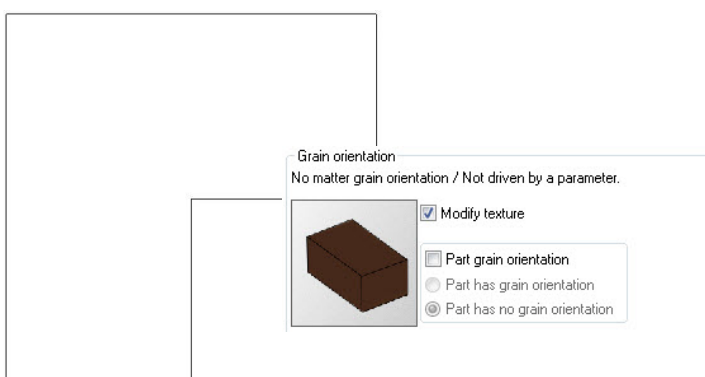 Grain orientation
No matter grain orientation / Not driven by a parameter.
Modify texture
Part grain orientation
Part has grain orientation
Part has no grain orientation